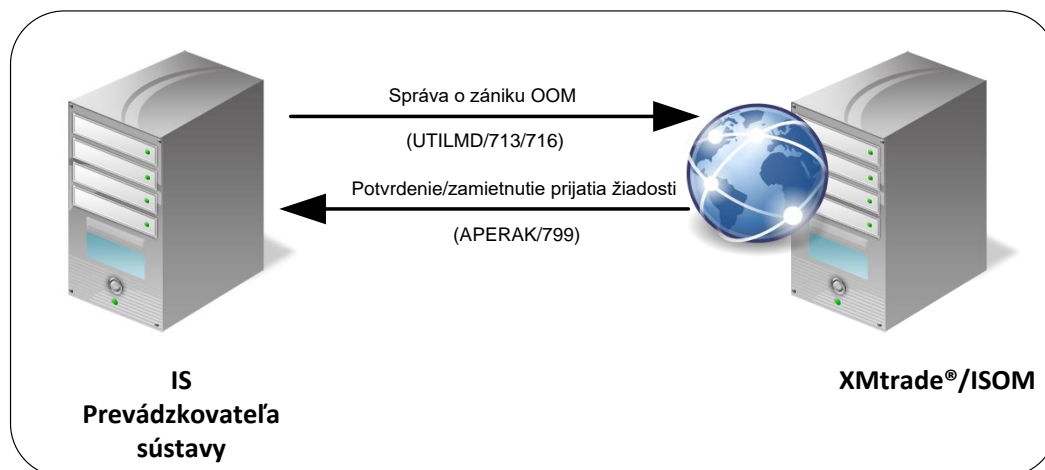 Správa o zániku OOM
(UTILMD/713/716)
Potvrdenie/zamietnutie prijatia žiadosti
(APERAK/799)
IS
Prevádzkovateľa
sústavy
XMtrade®/ISOM